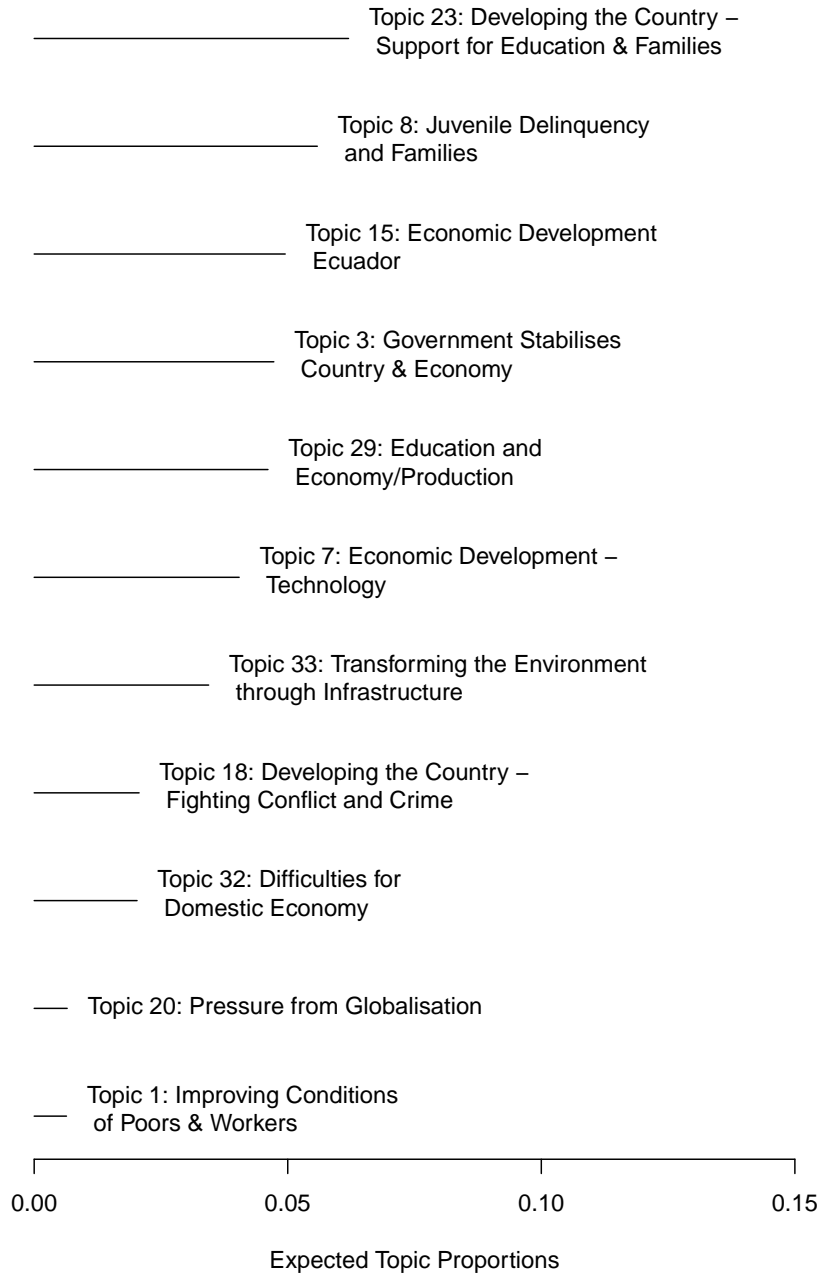 Topic 23: Developing the Country –
Support for Education & Families
Topic 8: Juvenile Delinquency
and Families
Topic 15: Economic Development
Ecuador
Topic 3: Government Stabilises
Country & Economy
Topic 29: Education and
Economy/Production
Topic 7: Economic Development –
Technology
Topic 33: Transforming the Environment
through Infrastructure
Topic 18: Developing the Country –
Fighting Conflict and Crime
Topic 32: Difficulties for
Domestic Economy
Topic 20: Pressure from Globalisation
Topic 1: Improving Conditions
of Poors & Workers
0.00 0.05 0.10 0.15
Expected Topic Proportions